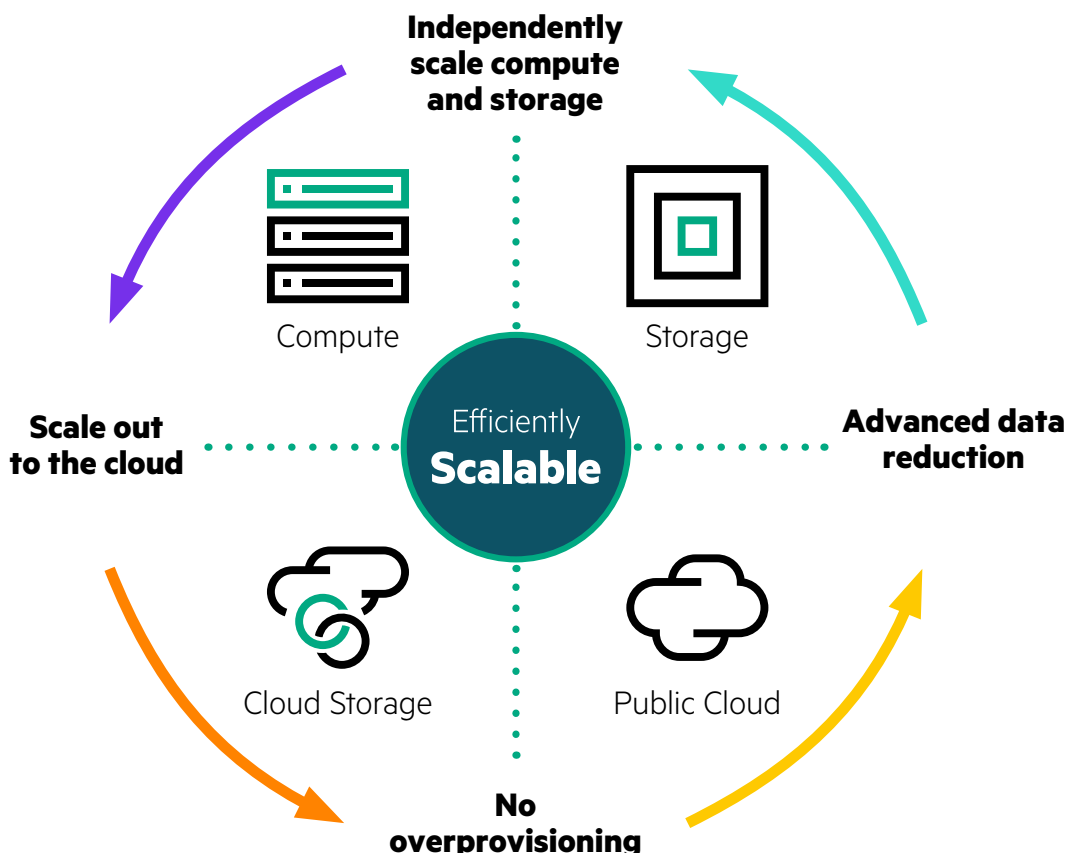 Independently
scale compute
and storage
Compute
Storage
Scale out
to the cloud
Efficiently
Scalable
Advanced data
reduction
Cloud Storage
Public Cloud
No
overprovisioning